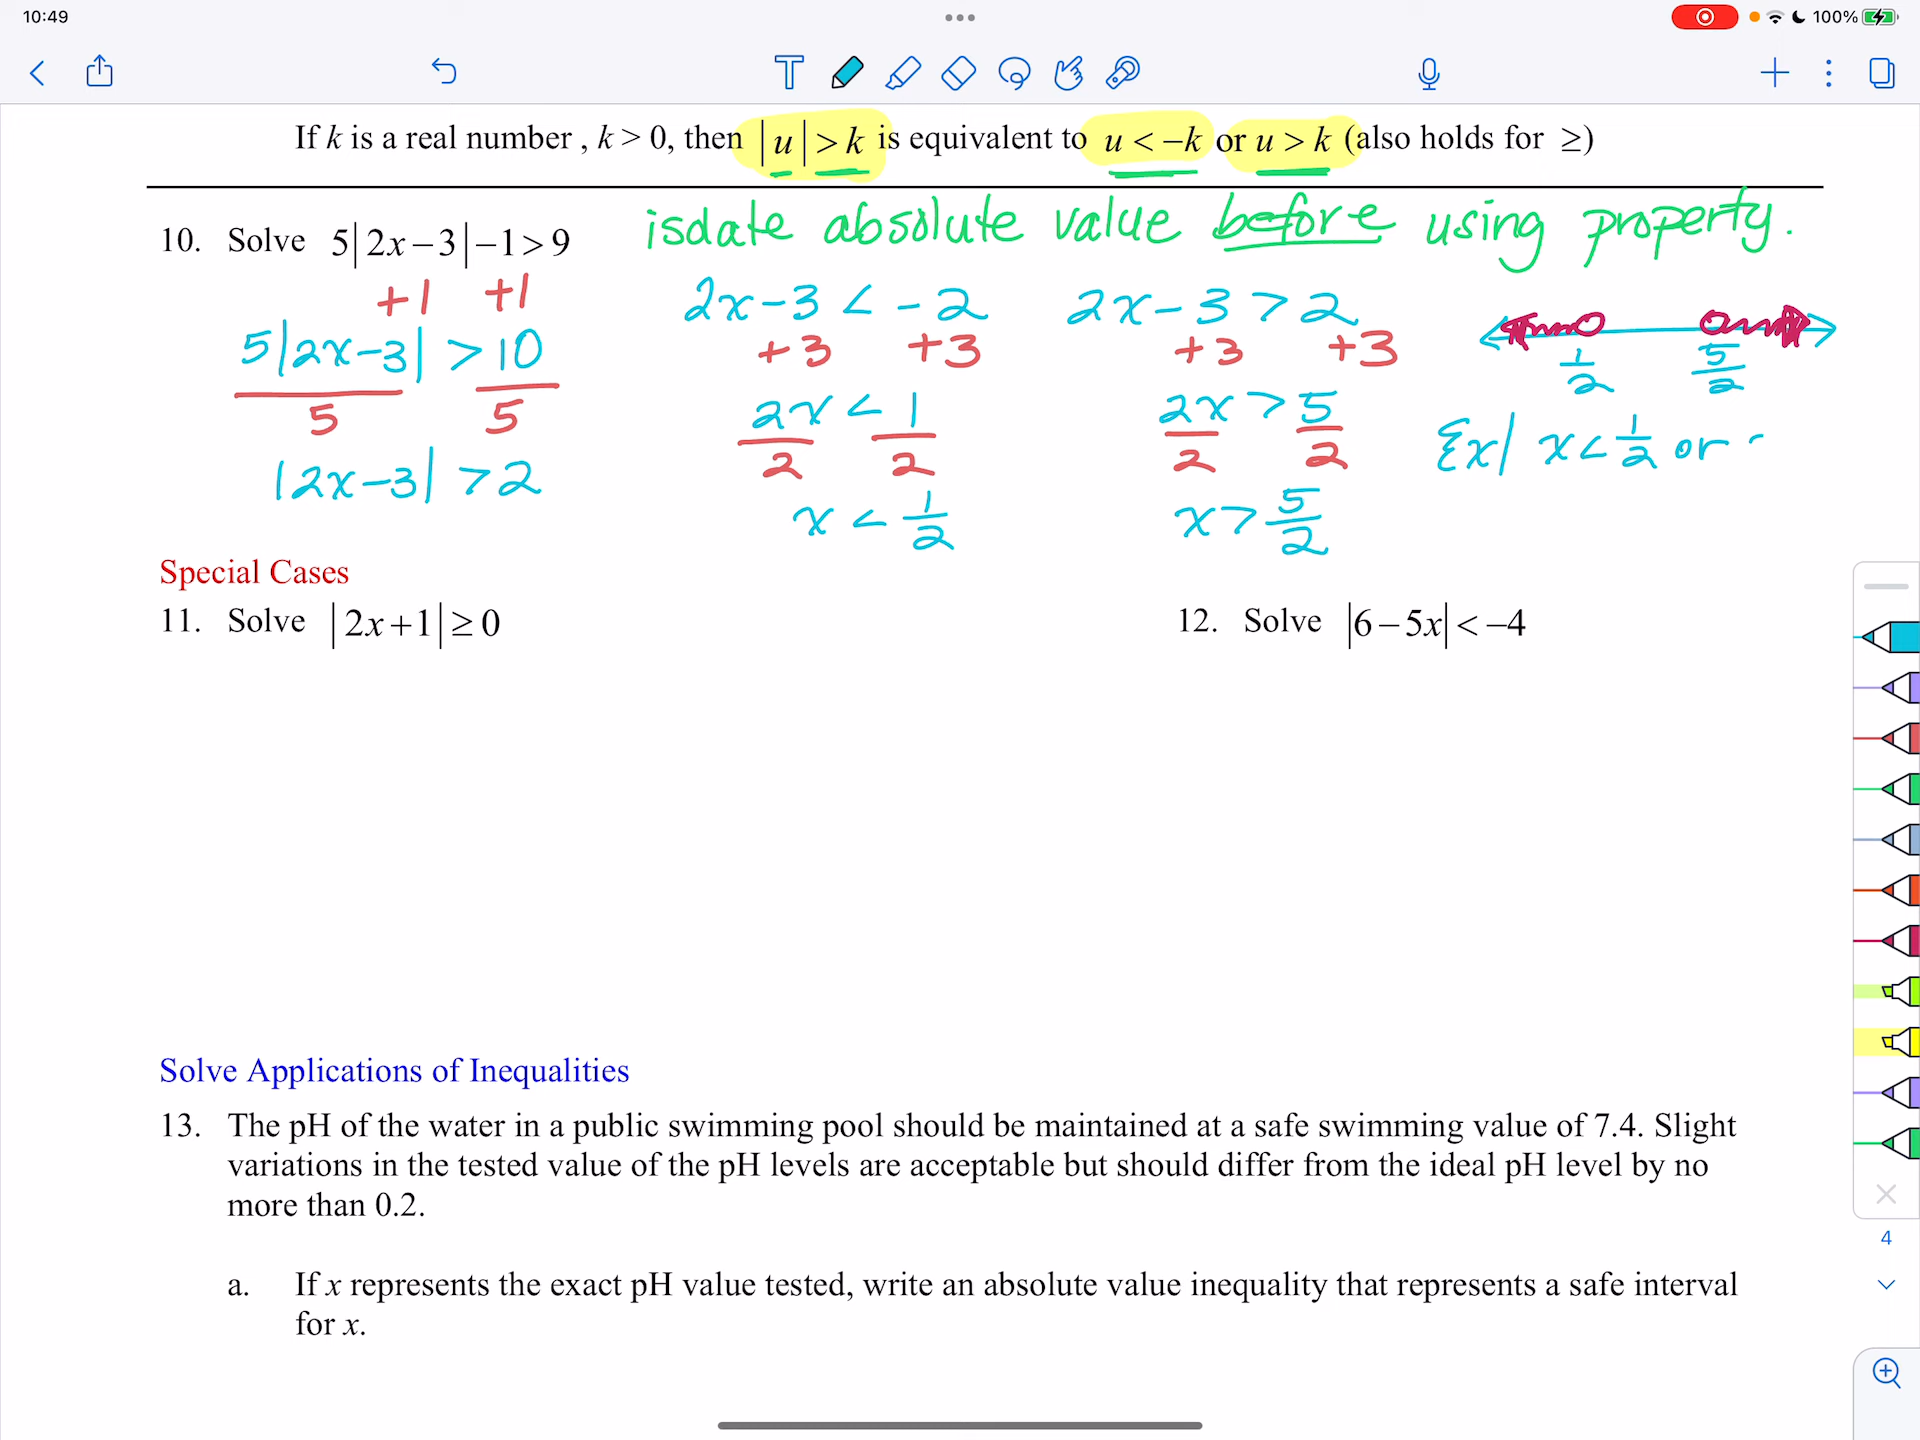 10:49
100%
If k is a real number , k > 0, then |u| > k is equivalent to u < −k or u > k (also holds for ≥)
isolate absolute value before using property.
10. Solve 5|2x−3|−1>9
+1 +1
5|2x−3| > 10
5 5
|2x−3| > 2
2x−3 < −2
+3 +3
2x < 1
2 2
x < 1/2
2x−3 > 2
+3 +3
2x > 5
2 2
x > 5/2
1/2 5/2
{x| x < 1/2 or
Special Cases
11. Solve |2x+1| ≥ 0
12. Solve |6−5x| < −4
Solve Applications of Inequalities
13. The pH of the water in a public swimming pool should be maintained at a safe swimming value of 7.4. Slight
variations in the tested value of the pH levels are acceptable but should differ from the ideal pH level by no
more than 0.2.
a. If x represents the exact pH value tested, write an absolute value inequality that represents a safe interval
for x.
4